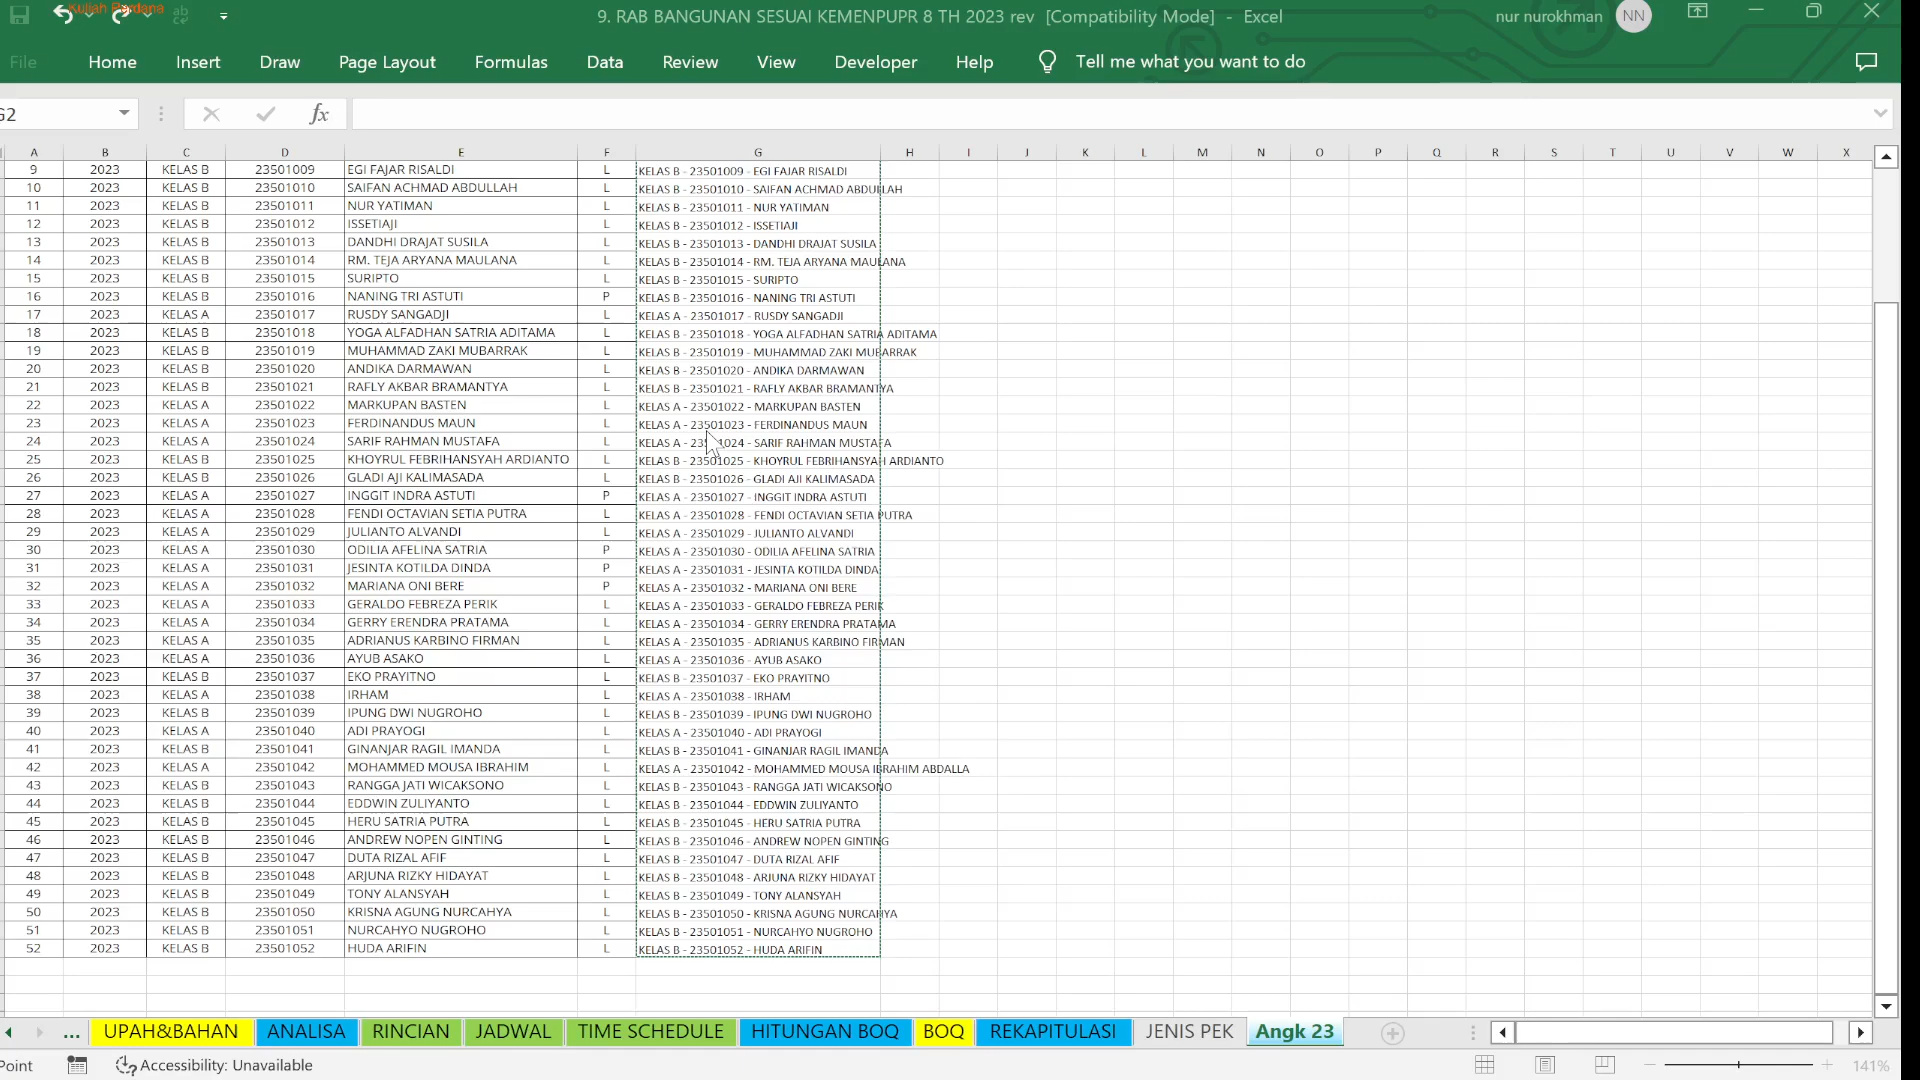 Kuliah Perdana
9. RAB BANGUNAN SESUAI KEMENPUPR 8 TH 2023 rev [Compatibility Mode] - Excel
nur nurokhman NN
File Home Insert Draw Page Layout Formulas Data Review View Developer Help Tell me what you want to do
G2 fx
A B C D E F G H I J K L M N O P Q R S T U V W X
9 2023 KELAS B 23501009 EGI FAJAR RISALDI L KELAS B - 23501009 - EGI FAJAR RISALDI
10 2023 KELAS B 23501010 SAIFAN ACHMAD ABDULLAH L KELAS B - 23501010 - SAIFAN ACHMAD ABDULLAH
11 2023 KELAS B 23501011 NUR YATIMAN L KELAS B - 23501011 - NUR YATIMAN
12 2023 KELAS B 23501012 ISSETIAJI L KELAS B - 23501012 - ISSETIAJI
13 2023 KELAS B 23501013 DANDHI DRAJAT SUSILA L KELAS B - 23501013 - DANDHI DRAJAT SUSILA
14 2023 KELAS B 23501014 RM. TEJA ARYANA MAULANA L KELAS B - 23501014 - RM. TEJA ARYANA MAULANA
15 2023 KELAS B 23501015 SURIPTO L KELAS B - 23501015 - SURIPTO
16 2023 KELAS B 23501016 NANING TRI ASTUTI P KELAS B - 23501016 - NANING TRI ASTUTI
17 2023 KELAS A 23501017 RUSDY SANGADJI L KELAS A - 23501017 - RUSDY SANGADJI
18 2023 KELAS B 23501018 YOGA ALFADHAN SATRIA ADITAMA L KELAS B - 23501018 - YOGA ALFADHAN SATRIA ADITAMA
19 2023 KELAS B 23501019 MUHAMMAD ZAKI MUBARRAK L KELAS B - 23501019 - MUHAMMAD ZAKI MUBARRAK
20 2023 KELAS B 23501020 ANDIKA DARMAWAN L KELAS B - 23501020 - ANDIKA DARMAWAN
21 2023 KELAS B 23501021 RAFLY AKBAR BRAMANTYA L KELAS B - 23501021 - RAFLY AKBAR BRAMANTYA
22 2023 KELAS A 23501022 MARKUPAN BASTEN L KELAS A - 23501022 - MARKUPAN BASTEN
23 2023 KELAS A 23501023 FERDINANDUS MAUN L KELAS A - 23501023 - FERDINANDUS MAUN
24 2023 KELAS A 23501024 SARIF RAHMAN MUSTAFA L KELAS A - 23501024 - SARIF RAHMAN MUSTAFA
25 2023 KELAS B 23501025 KHOYRUL FEBRIHANSYAH ARDIANTO L KELAS B - 23501025 - KHOYRUL FEBRIHANSYAH ARDIANTO
26 2023 KELAS B 23501026 GLADI AJI KALIMASADA L KELAS B - 23501026 - GLADI AJI KALIMASADA
27 2023 KELAS A 23501027 INGGIT INDRA ASTUTI P KELAS A - 23501027 - INGGIT INDRA ASTUTI
28 2023 KELAS A 23501028 FENDI OCTAVIAN SETIA PUTRA L KELAS A - 23501028 - FENDI OCTAVIAN SETIA PUTRA
29 2023 KELAS A 23501029 JULIANTO ALVANDI L KELAS A - 23501029 - JULIANTO ALVANDI
30 2023 KELAS A 23501030 ODILIA AFELINA SATRIA P KELAS A - 23501030 - ODILIA AFELINA SATRIA
31 2023 KELAS A 23501031 JESINTA KOTILDA DINDA P KELAS A - 23501031 - JESINTA KOTILDA DINDA
32 2023 KELAS A 23501032 MARIANA ONI BERE P KELAS A - 23501032 - MARIANA ONI BERE
33 2023 KELAS A 23501033 GERALDO FEBREZA PERIK L KELAS A - 23501033 - GERALDO FEBREZA PERIK
34 2023 KELAS A 23501034 GERRY ERENDRA PRATAMA L KELAS A - 23501034 - GERRY ERENDRA PRATAMA
35 2023 KELAS A 23501035 ADRIANUS KARBINO FIRMAN L KELAS A - 23501035 - ADRIANUS KARBINO FIRMAN
36 2023 KELAS A 23501036 AYUB ASAKO L KELAS A - 23501036 - AYUB ASAKO
37 2023 KELAS B 23501037 EKO PRAYITNO L KELAS B - 23501037 - EKO PRAYITNO
38 2023 KELAS A 23501038 IRHAM L KELAS A - 23501038 - IRHAM
39 2023 KELAS B 23501039 IPUNG DWI NUGROHO L KELAS B - 23501039 - IPUNG DWI NUGROHO
40 2023 KELAS A 23501040 ADI PRAYOGI L KELAS A - 23501040 - ADI PRAYOGI
41 2023 KELAS B 23501041 GINANJAR RAGIL IMANDA L KELAS B - 23501041 - GINANJAR RAGIL IMANDA
42 2023 KELAS A 23501042 MOHAMMED MOUSA IBRAHIM L KELAS A - 23501042 - MOHAMMED MOUSA IBRAHIM ABDALLA
43 2023 KELAS B 23501043 RANGGA JATI WICAKSONO L KELAS B - 23501043 - RANGGA JATI WICAKSONO
44 2023 KELAS B 23501044 EDDWIN ZULIYANTO L KELAS B - 23501044 - EDDWIN ZULIYANTO
45 2023 KELAS B 23501045 HERU SATRIA PUTRA L KELAS B - 23501045 - HERU SATRIA PUTRA
46 2023 KELAS B 23501046 ANDREW NOPEN GINTING L KELAS B - 23501046 - ANDREW NOPEN GINTING
47 2023 KELAS B 23501047 DUTA RIZAL AFIF L KELAS B - 23501047 - DUTA RIZAL AFIF
48 2023 KELAS B 23501048 ARJUNA RIZKY HIDAYAT L KELAS B - 23501048 - ARJUNA RIZKY HIDAYAT
49 2023 KELAS B 23501049 TONY ALANSYAH L KELAS B - 23501049 - TONY ALANSYAH
50 2023 KELAS B 23501050 KRISNA AGUNG NURCAHYA L KELAS B - 23501050 - KRISNA AGUNG NURCAHYA
51 2023 KELAS B 23501051 NURCAHYO NUGROHO L KELAS B - 23501051 - NURCAHYO NUGROHO
52 2023 KELAS B 23501052 HUDA ARIFIN L KELAS B - 23501052 - HUDA ARIFIN
... UPAH&BAHAN ANALISA RINCIAN JADWAL TIME SCHEDULE HITUNGAN BOQ BOQ REKAPITULASI JENIS PEK Angk 23
Point Accessibility: Unavailable 141%